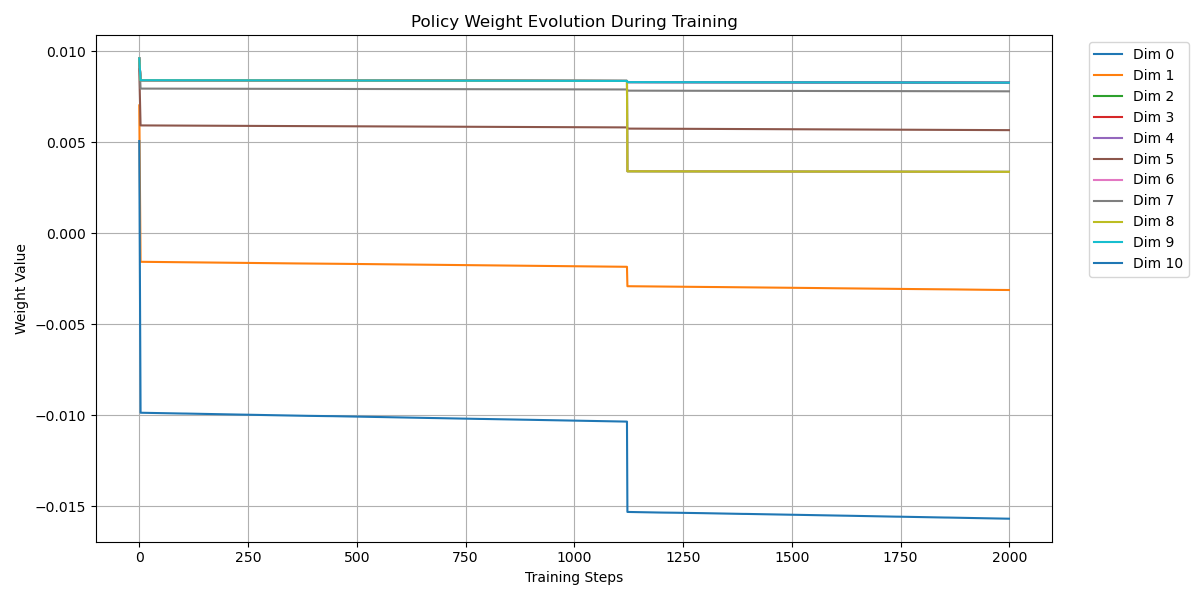 Policy Weight Evolution During Training
0.010
0.005
0.000
−0.005
−0.010
−0.015
Weight Value
0
250
500
750
1000
1250
1500
1750
2000
Training Steps
Dim 0
Dim 1
Dim 2
Dim 3
Dim 4
Dim 5
Dim 6
Dim 7
Dim 8
Dim 9
Dim 10